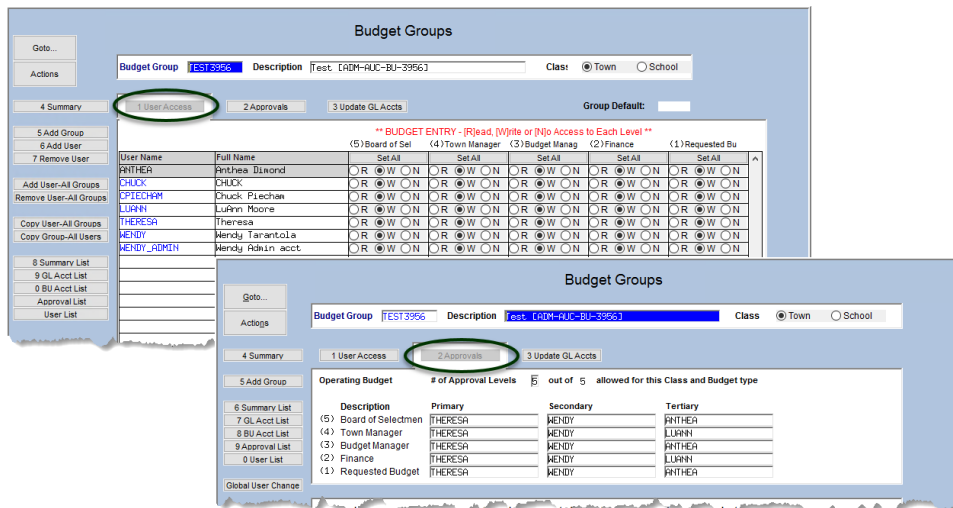 Budget Groups
Goto...
Actions
Budget Group TEST3956 Description Test [ADM-AUC-BU-3956] Class Town School
4 Summary 1 User Access 2 Approvals 3 Update GL Accts Group Default:
5 Add Group
6 Add User
7 Remove User
Add User-All Groups
Remove User-All Groups
Copy User-All Groups
Copy Group-All Users
8 Summary List
9 GL Acct List
0 BU Acct List
Approval List
User List
** BUDGET ENTRY - [R]ead, [W]rite or [N]o Access to Each Level **
(5)Board of Sel (4)Town Manager (3)Budget Manag (2)Finance (1)Requested Bu
User Name Full Name Set All Set All Set All Set All Set All
ANTHEA Anthea Dimond R W N R W N R W N R W N R W N
CHUCK CHUCK R W N R W N R W N R W N R W N
CPIECHAM Chuck Piecham R W N R W N R W N R W N R W N
LUANN LuAnn Moore R W N R W N R W N R W N R W N
THERESA Theresa R W N R W N R W N R W N R W N
WENDY Wendy Tarantola R W N R W N R W N R W N R W N
WENDY_ADMIN Wendy Admin acct R W N R W N R W N R W N R W N
Budget Groups
Goto...
Actions
Budget Group TEST3956 Description Test [ADM-AUC-BU-3956] Class Town School
4 Summary 1 User Access 2 Approvals 3 Update GL Accts
5 Add Group
6 Summary List
7 GL Acct List
8 BU Acct List
9 Approval List
0 User List
Global User Change
Operating Budget # of Approval Levels 5 out of 5 allowed for this Class and Budget type
Description Primary Secondary Tertiary
(5) Board of Selectmen THERESA WENDY ANTHEA
(4) Town Manager THERESA WENDY LUANN
(3) Budget Manager THERESA WENDY ANTHEA
(2) Finance THERESA WENDY LUANN
(1) Requested Budget THERESA WENDY ANTHEA